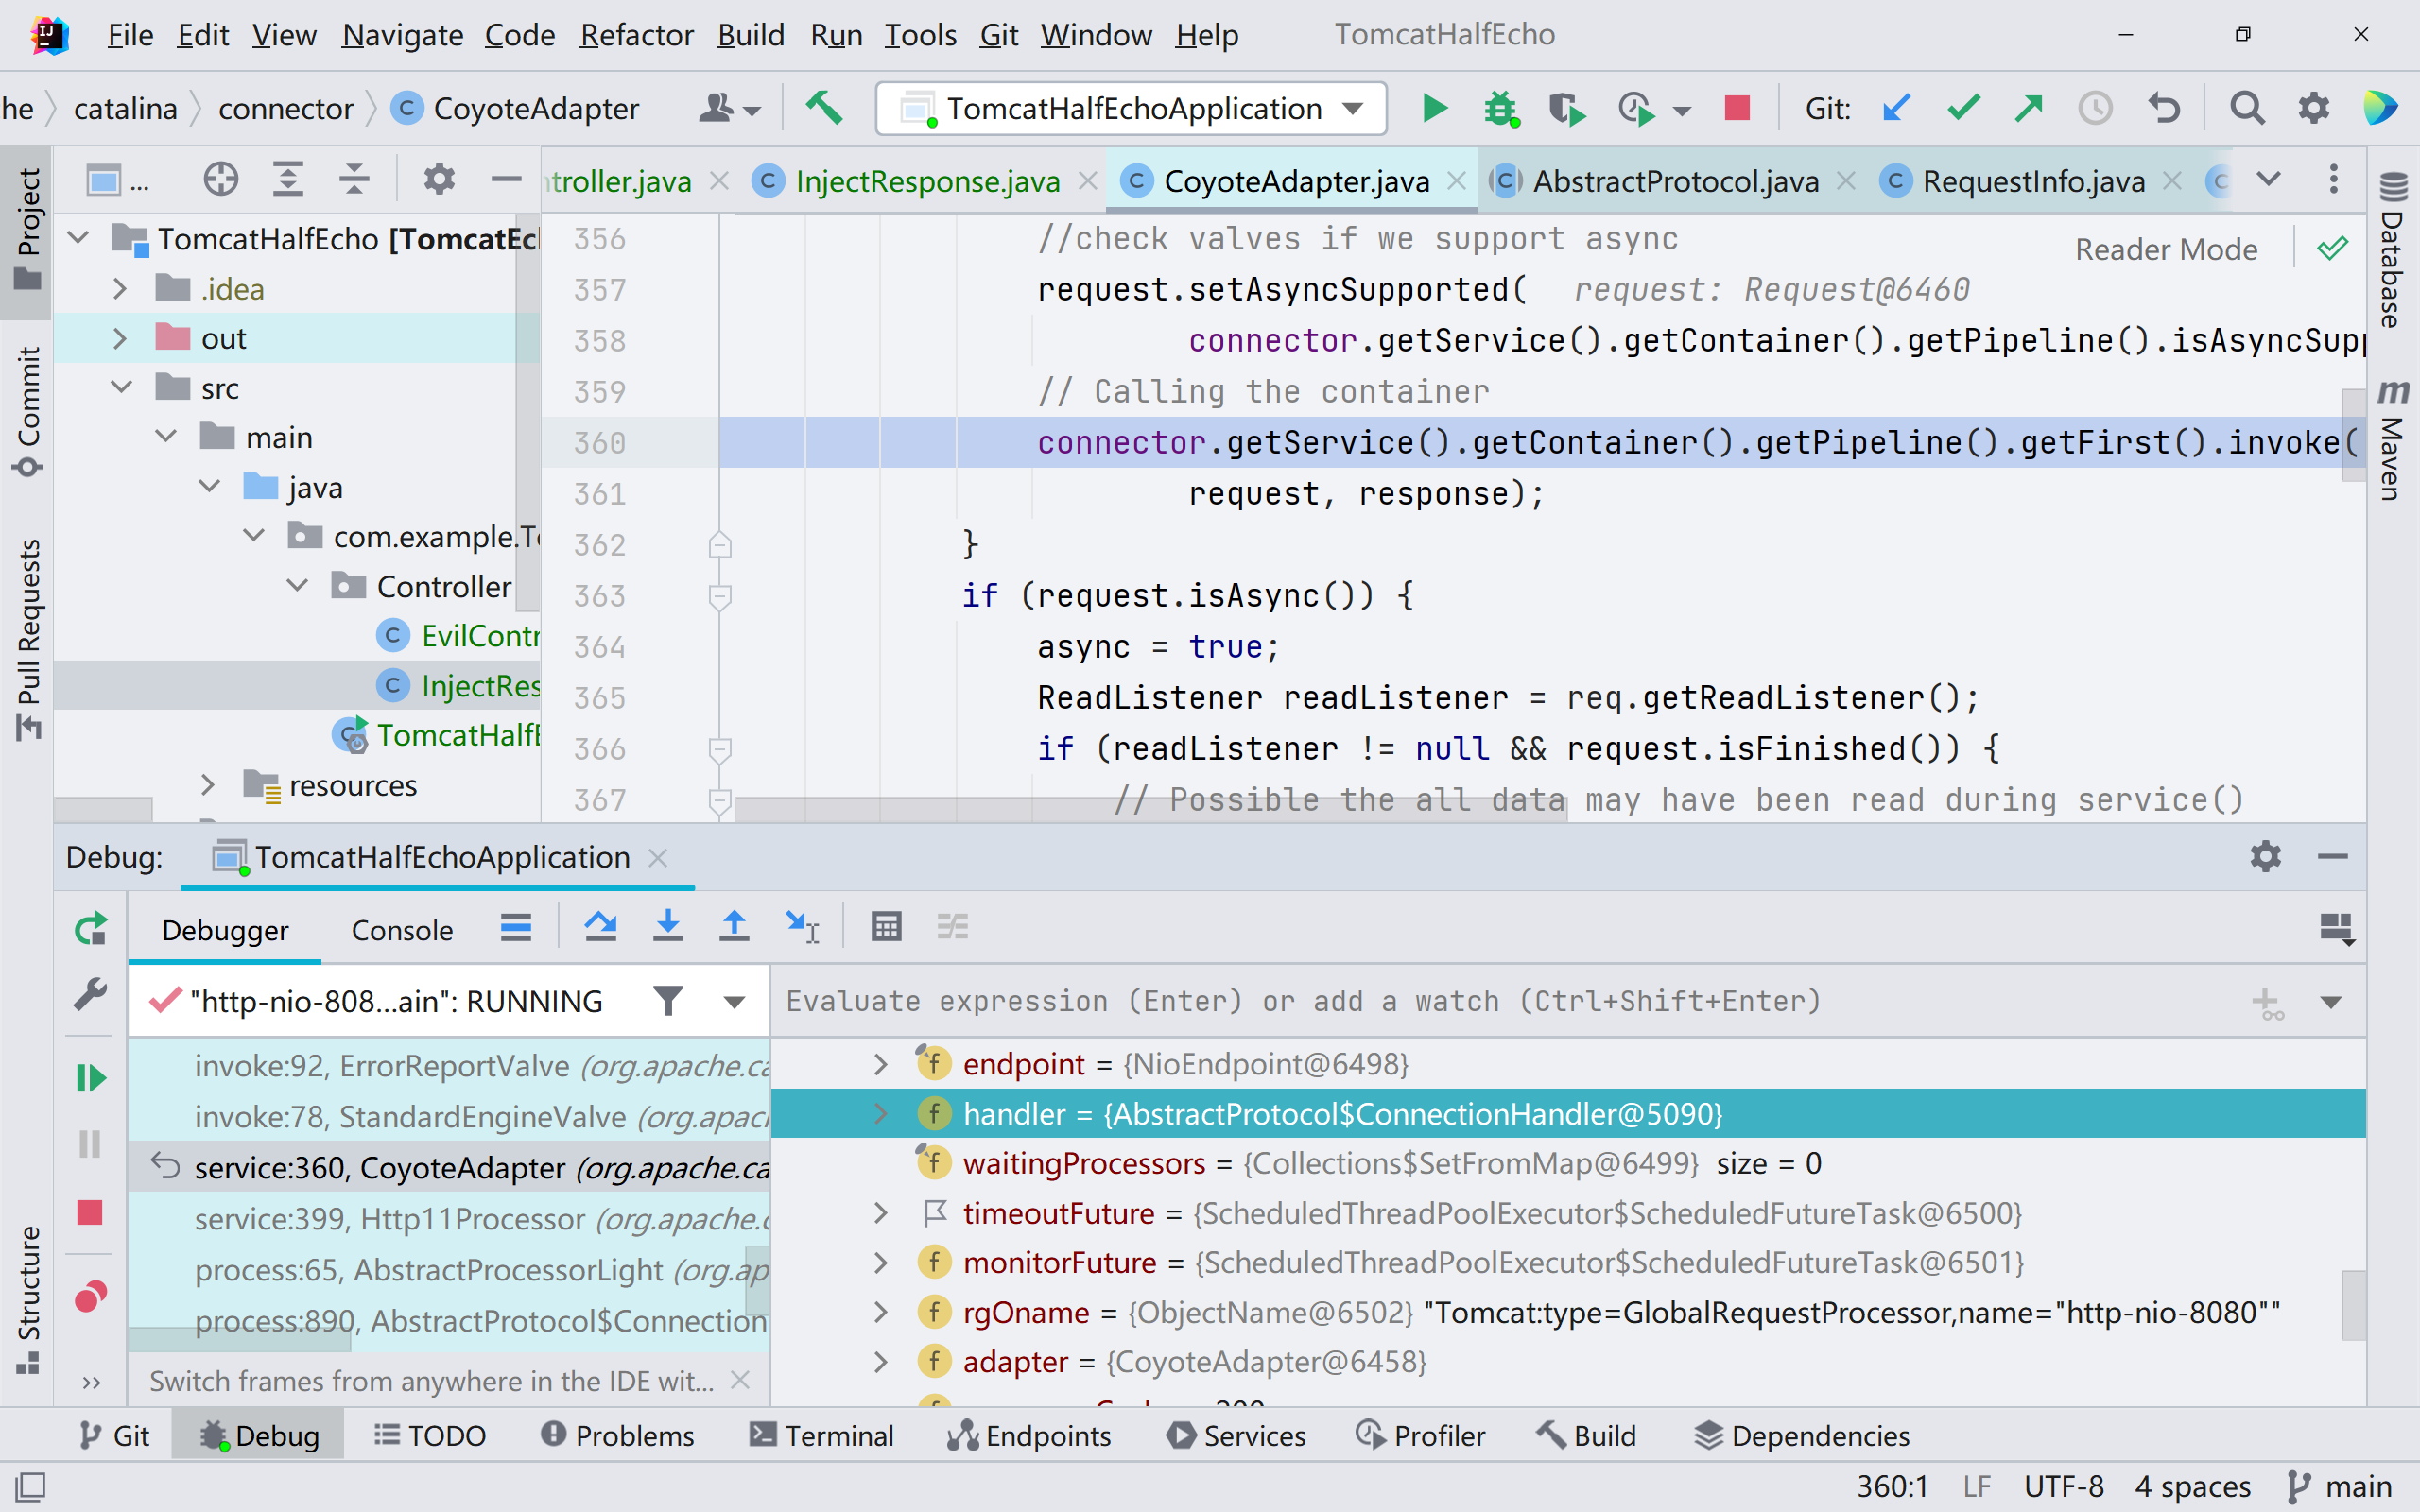 File Edit View Navigate Code Refactor Build Run Tools Git Window Help TomcatHalfEcho
he catalina connector CoyoteAdapter TomcatHalfEchoApplication Git:
... troller.java InjectResponse.java CoyoteAdapter.java AbstractProtocol.java RequestInfo.java
Project
Commit
Pull Requests
Structure
Database
Maven
TomcatHalfEcho [TomcatEc
.idea
out
src
main
java
com.example.To
Controller
EvilContr
InjectRes
TomcatHalfE
resources
Reader Mode
356 //check valves if we support async
357 request.setAsyncSupported( request: Request@6460
358 connector.getService().getContainer().getPipeline().isAsyncSupp
359 // Calling the container
360 connector.getService().getContainer().getPipeline().getFirst().invoke(
361 request, response);
362 }
363 if (request.isAsync()) {
364 async = true;
365 ReadListener readListener = req.getReadListener();
366 if (readListener != null && request.isFinished()) {
367 // Possible the all data may have been read during service()
Debug: TomcatHalfEchoApplication
Debugger Console
"http-nio-808...ain": RUNNING
Evaluate expression (Enter) or add a watch (Ctrl+Shift+Enter)
invoke:92, ErrorReportValve (org.apache.ca
invoke:78, StandardEngineValve (org.apac
service:360, CoyoteAdapter (org.apache.ca
service:399, Http11Processor (org.apache.c
process:65, AbstractProcessorLight (org.ap
process:890, AbstractProtocol$Connection
Switch frames from anywhere in the IDE wit...
endpoint = {NioEndpoint@6498}
handler = {AbstractProtocol$ConnectionHandler@5090}
waitingProcessors = {Collections$SetFromMap@6499} size = 0
timeoutFuture = {ScheduledThreadPoolExecutor$ScheduledFutureTask@6500}
monitorFuture = {ScheduledThreadPoolExecutor$ScheduledFutureTask@6501}
rgOname = {ObjectName@6502} "Tomcat:type=GlobalRequestProcessor,name="http-nio-8080""
adapter = {CoyoteAdapter@6458}
Git Debug TODO Problems Terminal Endpoints Services Profiler Build Dependencies
360:1 LF UTF-8 4 spaces main